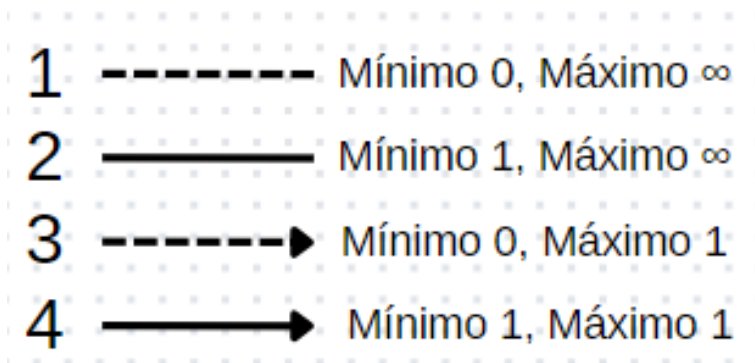 1 Mínimo 0, Máximo ∞
2 Mínimo 1, Máximo ∞
3 Mínimo 0, Máximo 1
4 Mínimo 1, Máximo 1